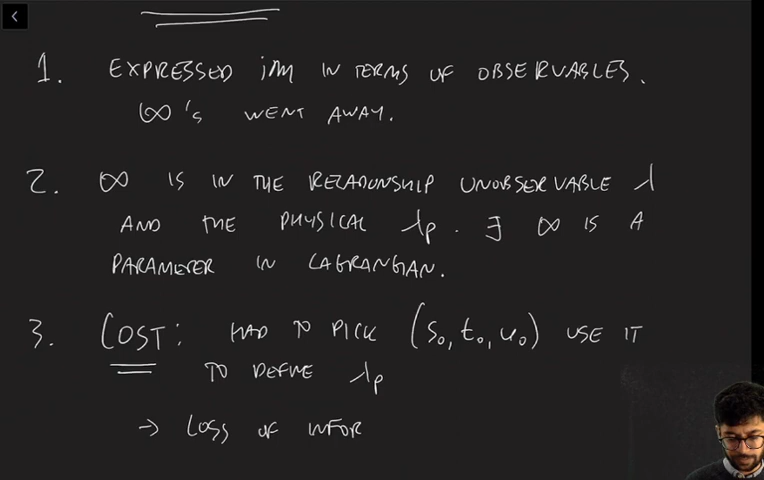 1. EXPRESSED iM IN TERMS OF OBSERVABLES.
∞'s WENT AWAY.
2. ∞ IS IN THE RELATIONSHIP UNOBSERVABLE λ
AND THE PHYSICAL λp. ∃ ∞ IS A
PARAMETER IN LAGRANGIAN.
3. COST: HAD TO PICK (s₀, t₀, u₀) USE IT
TO DEFINE λp
→ LOSS OF INFOR